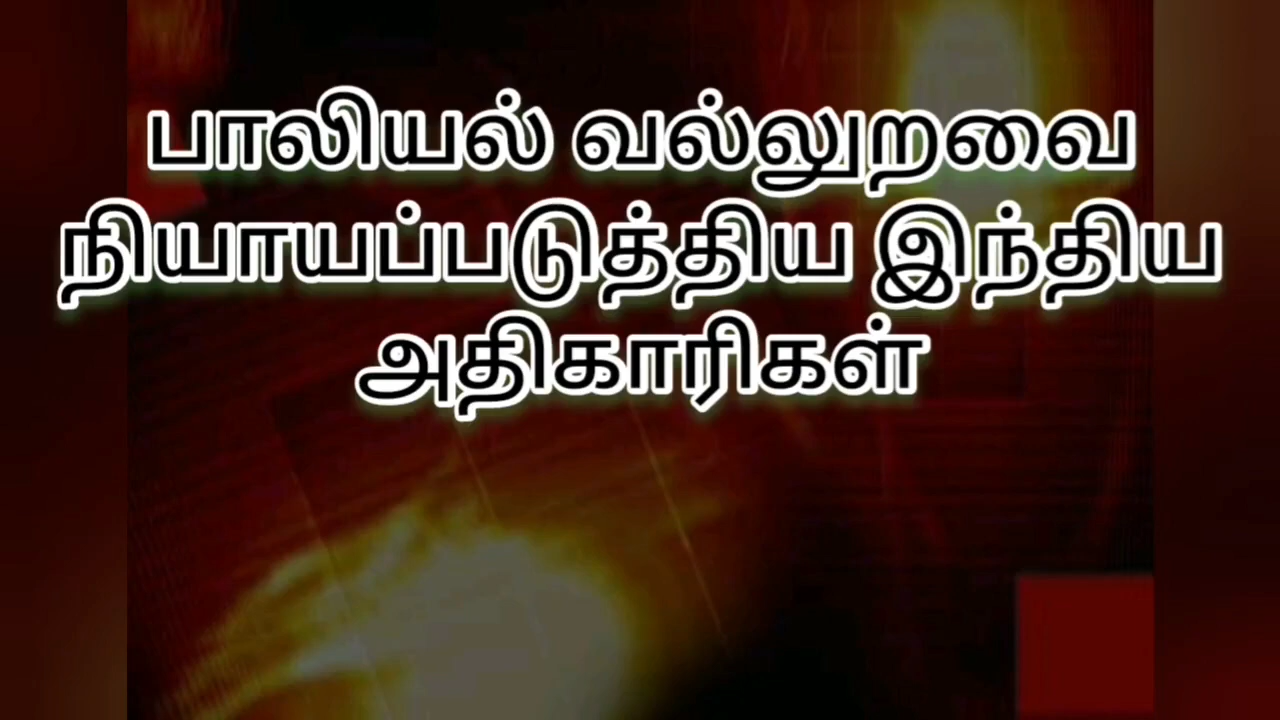 பாலியல் வல்லுறவை
நியாயப்படுத்திய இந்திய
அதிகாரிகள்